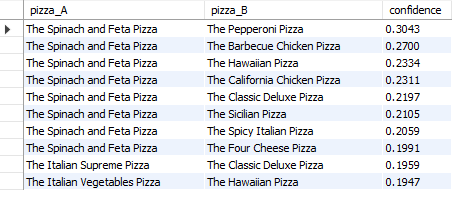 pizza_A pizza_B confidence
The Spinach and Feta Pizza The Pepperoni Pizza 0.3043
The Spinach and Feta Pizza The Barbecue Chicken Pizza 0.2700
The Spinach and Feta Pizza The Hawaiian Pizza 0.2334
The Spinach and Feta Pizza The California Chicken Pizza 0.2311
The Spinach and Feta Pizza The Classic Deluxe Pizza 0.2197
The Spinach and Feta Pizza The Sicilian Pizza 0.2105
The Spinach and Feta Pizza The Spicy Italian Pizza 0.2059
The Spinach and Feta Pizza The Four Cheese Pizza 0.1991
The Italian Supreme Pizza The Classic Deluxe Pizza 0.1959
The Italian Vegetables Pizza The Hawaiian Pizza 0.1947